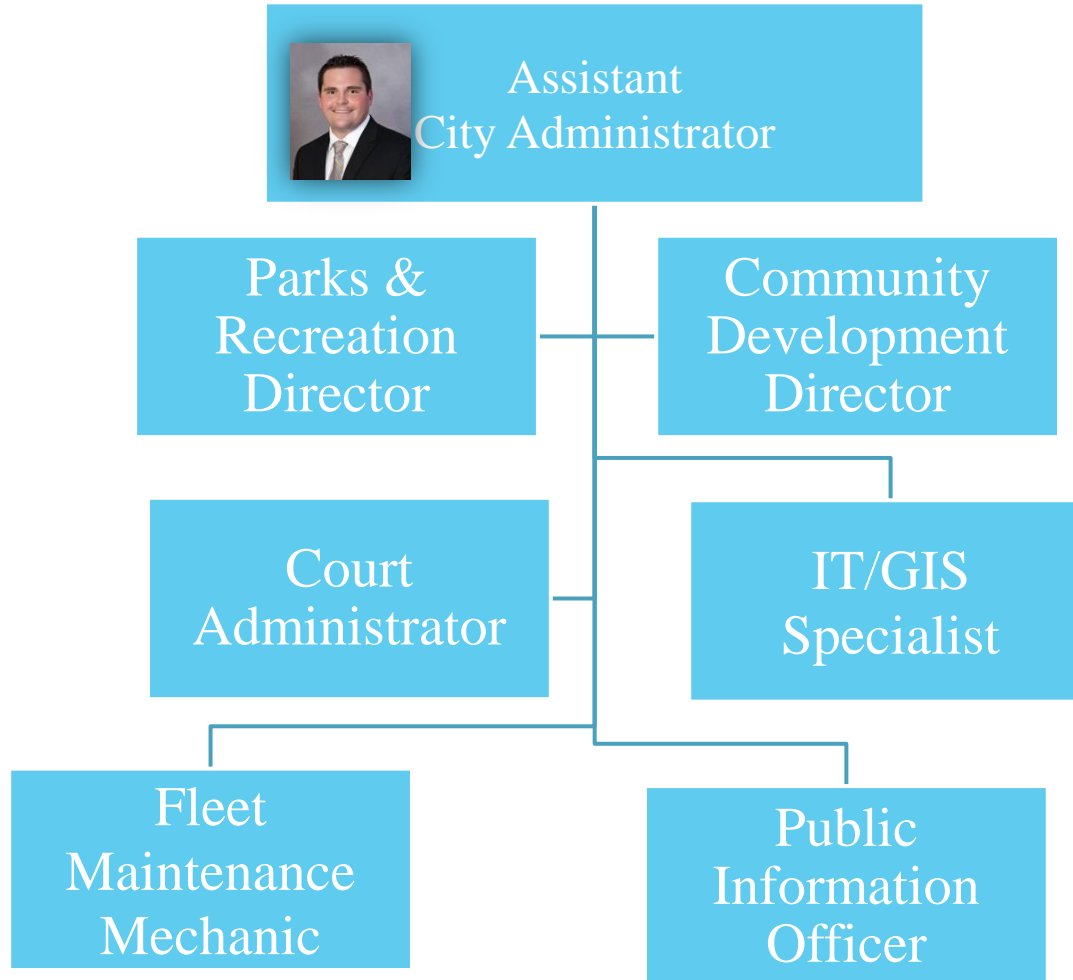 Assistant
City Administrator
Parks &
Recreation
Director
Community
Development
Director
Court
Administrator
IT/GIS
Specialist
Fleet
Maintenance
Mechanic
Public
Information
Officer